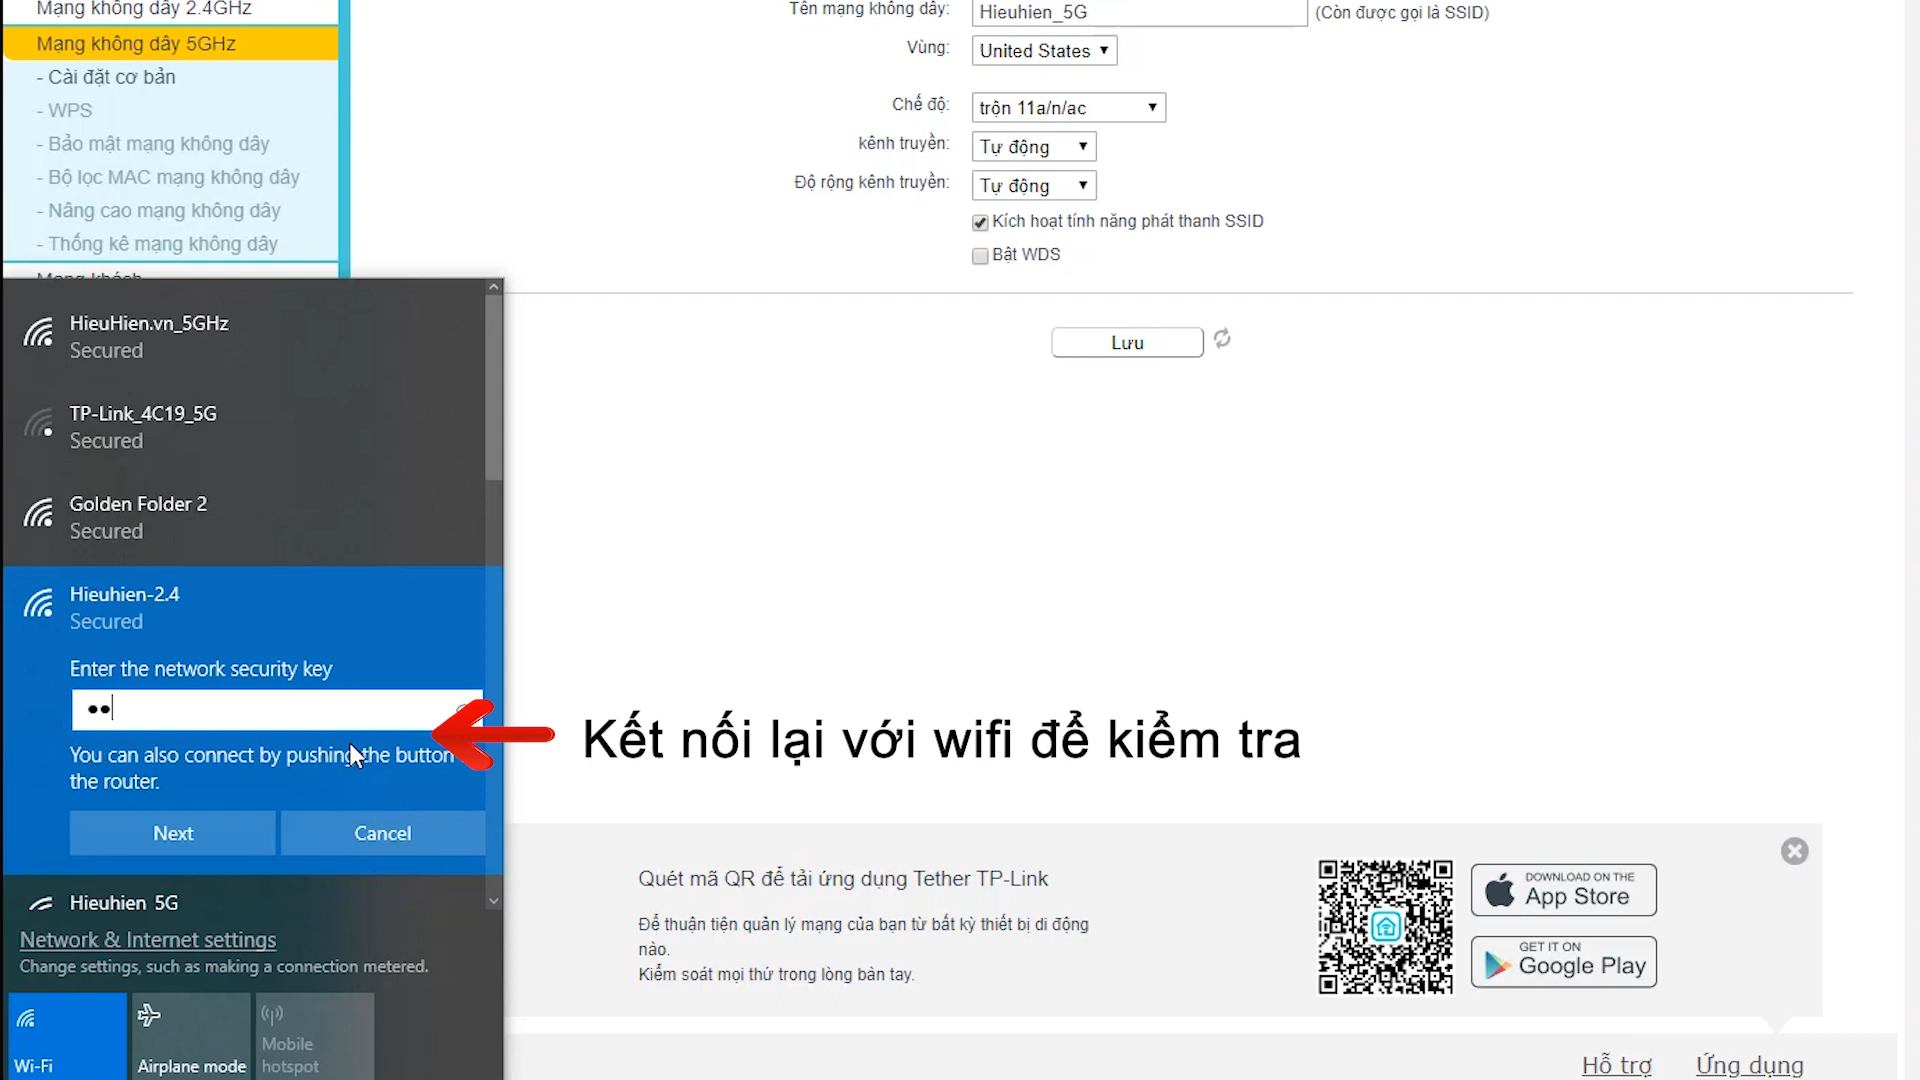 Mạng không dây 2.4GHz
Mạng không dây 5GHz
- Cài đặt cơ bản
- WPS
- Bảo mật mạng không dây
- Bộ lọc MAC mạng không dây
- Nâng cao mạng không dây
- Thống kê mạng không dây
Mạng khách
Tên mạng không dây: Hieuhien_5G (Còn được gọi là SSID)
Vùng: United States
Chế độ: trộn 11a/n/ac
kênh truyền: Tự động
Độ rộng kênh truyền: Tự động
Kích hoạt tính năng phát thanh SSID
Bật WDS
Lưu
HieuHien.vn_5GHz
Secured
TP-Link_4C19_5G
Secured
Golden Folder 2
Secured
Hieuhien-2.4
Secured
Enter the network security key
You can also connect by pushing the button
the router.
Next Cancel
Hieuhien 5G
Network & Internet settings
Change settings, such as making a connection metered.
Wi-Fi
Airplane mode
Mobile
hotspot
Kết nối lại với wifi để kiểm tra
Quét mã QR để tải ứng dụng Tether TP-Link
Để thuận tiện quản lý mạng của bạn từ bất kỳ thiết bị di động
nào.
Kiểm soát mọi thứ trong lòng bàn tay.
DOWNLOAD ON THE
App Store
GET IT ON
Google Play
Hỗ trợ Ứng dụng